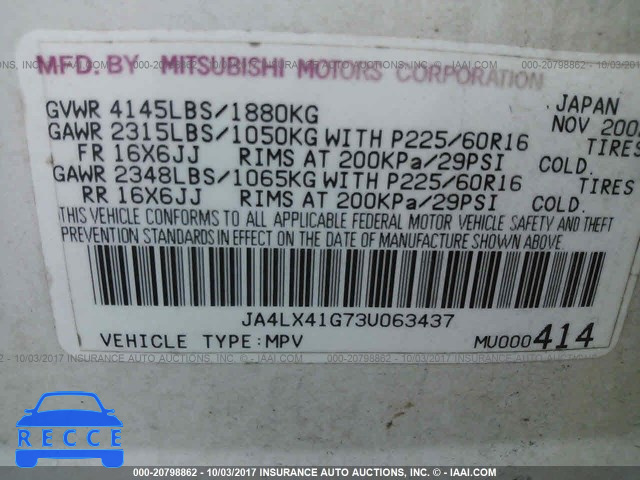 MFD. BY MITSUBISHI MOTORS CORPORATION
GVWR 4145LBS/1880KG JAPAN
GAWR 2315LBS/1050KG WITH P225/60R16 NOV 200
FR 16X6JJ RIMS AT 200KPa/29PSI TIRES COLD.
GAWR 2348LBS/1065KG WITH P225/60R16 TIRES
RR 16X6JJ RIMS AT 200KPa/29PSI COLD.
THIS VEHICLE CONFORMS TO ALL APPLICABLE FEDERAL MOTOR VEHICLE SAFETY AND THEFT
PREVENTION STANDARDS IN EFFECT ON THE DATE OF MANUFACTURE SHOWN ABOVE.
JA4LX41G73U063437
VEHICLE TYPE:MPV MU000414
RECCE
000-20798862 - 10/03/2017 INSURANCE AUTO AUCTIONS, INC. © - IAAI.COM